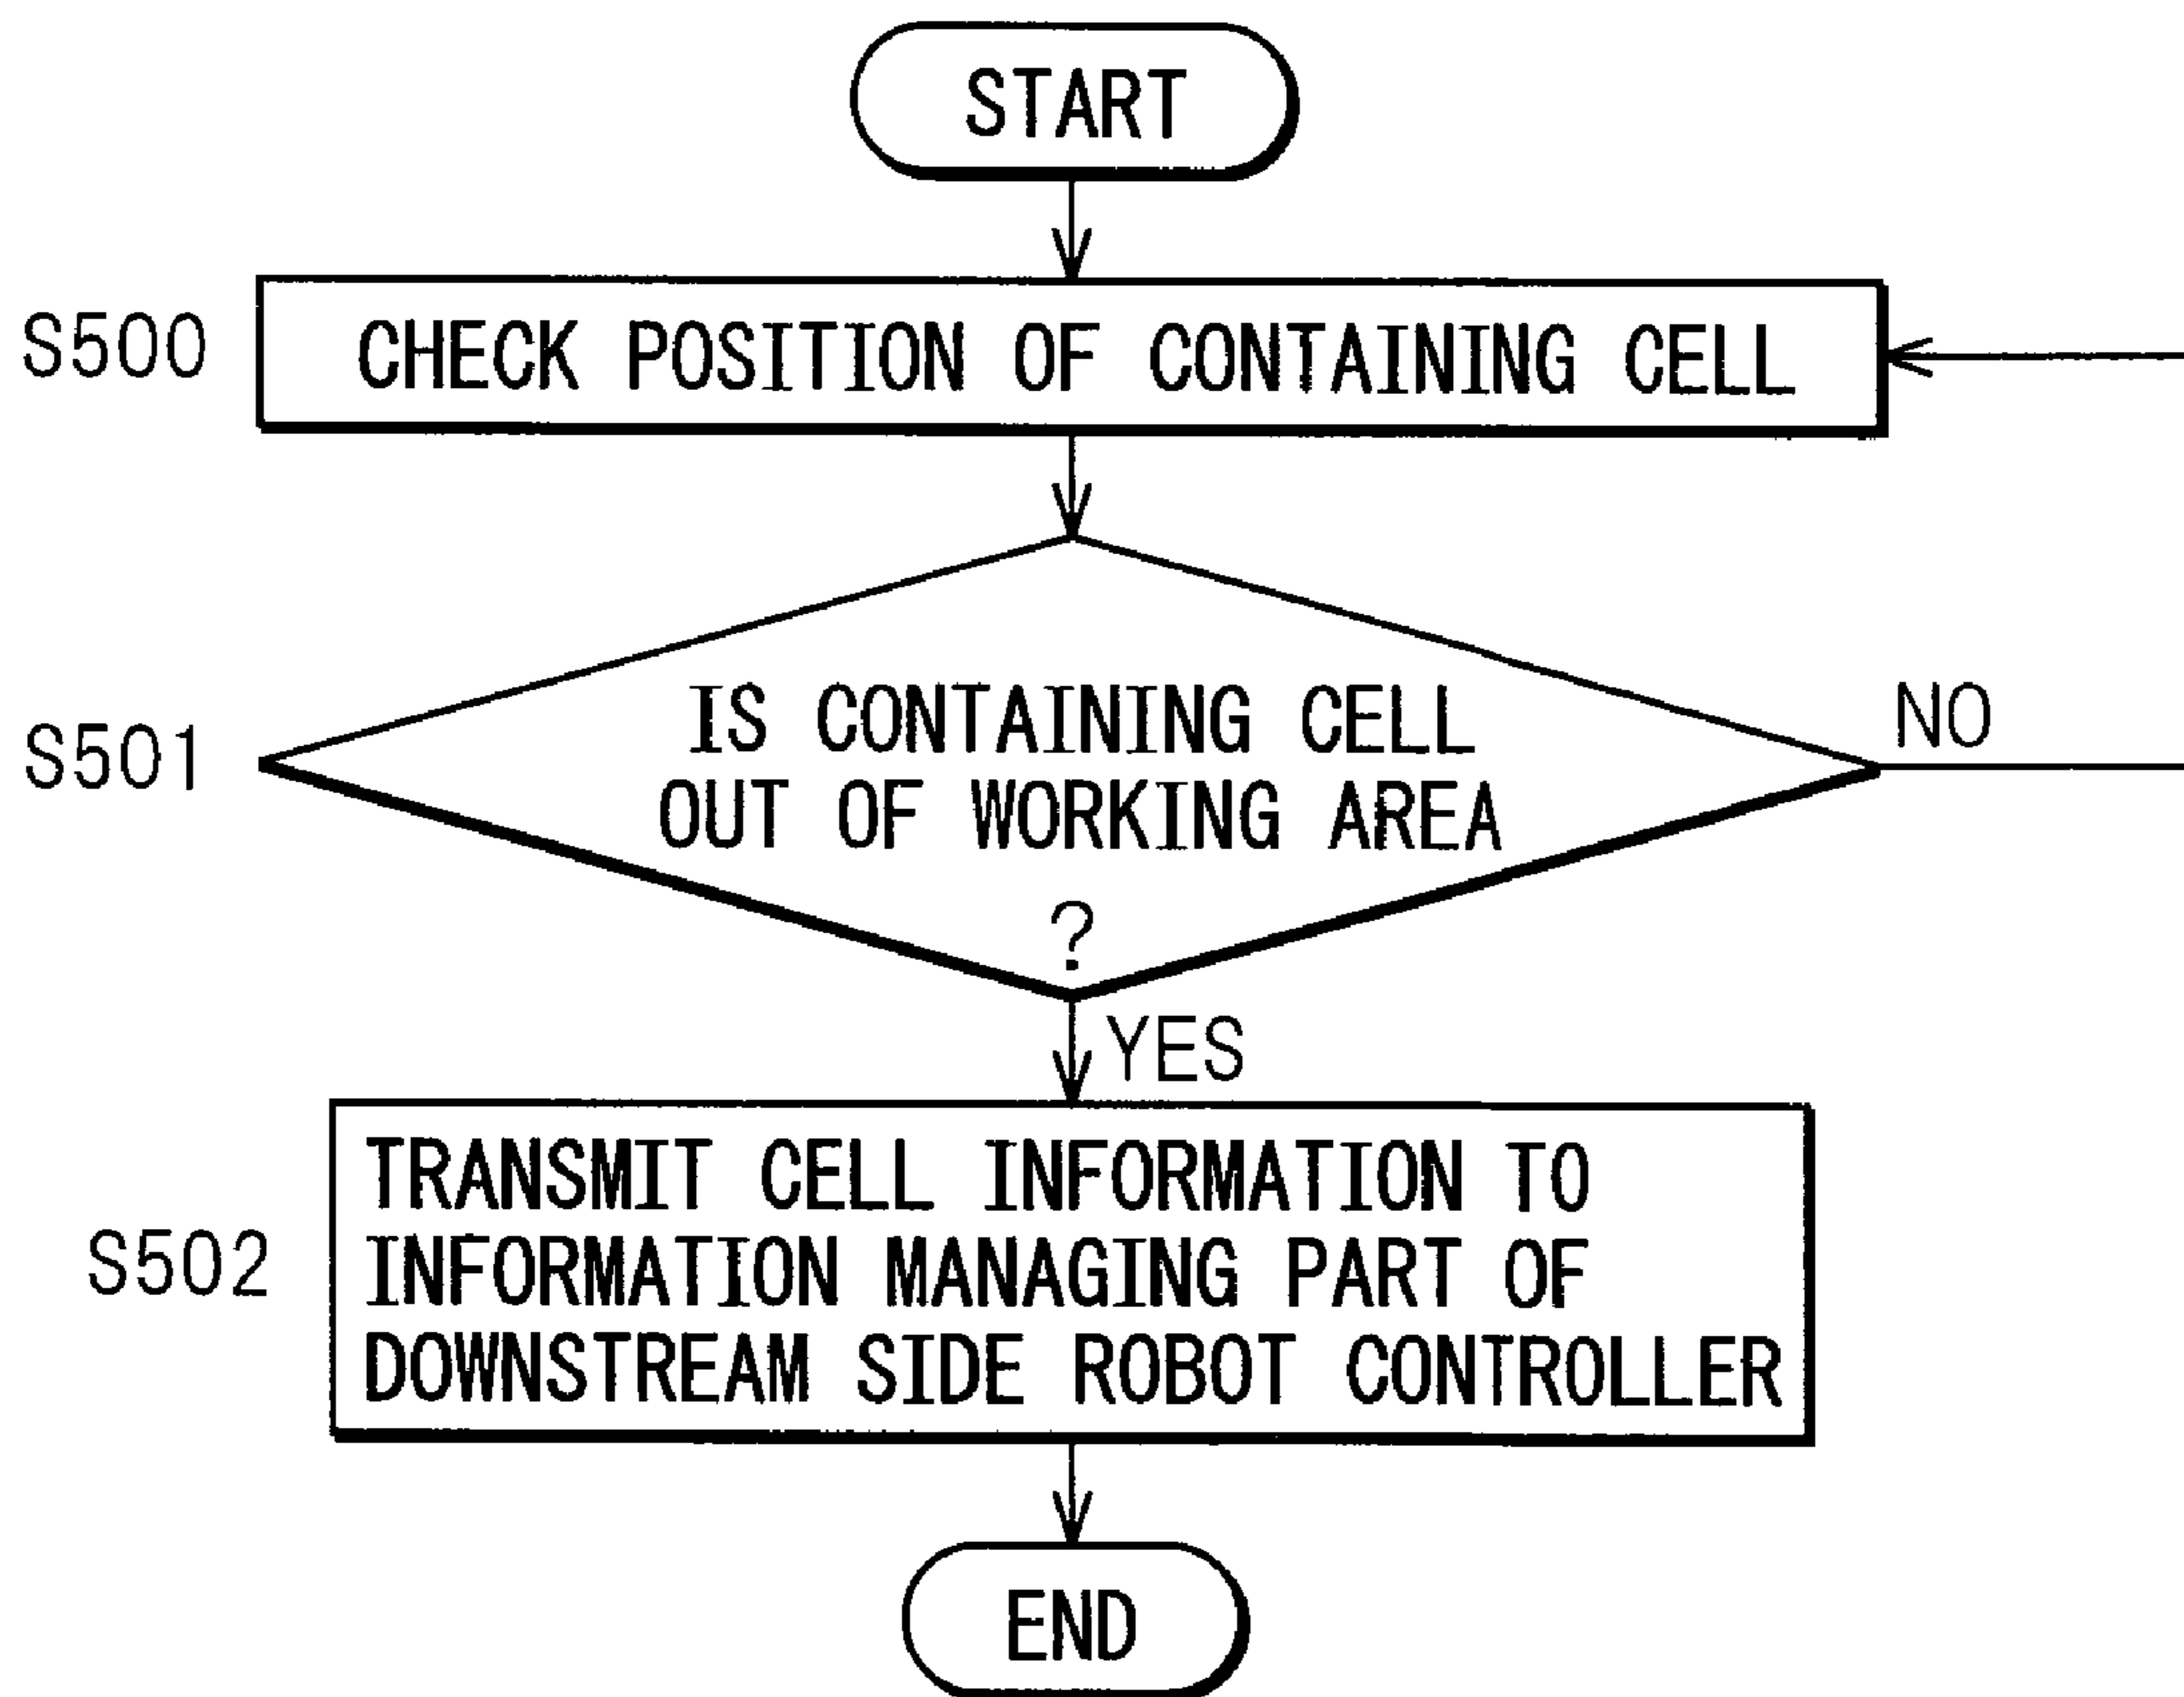 START
S500
CHECK POSITION OF CONTAINING CELL
S501
IS CONTAINING CELL
OUT OF WORKING AREA
?
NO
YES
S502
TRANSMIT CELL INFORMATION TO
INFORMATION MANAGING PART OF
DOWNSTREAM SIDE ROBOT CONTROLLER
END